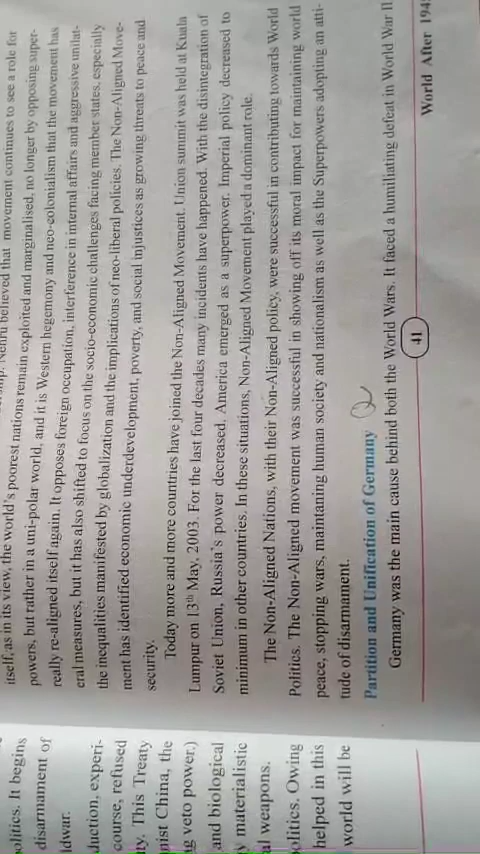 Nehru believed that movement continues to see a role for
itself, as in its view, the world's poorest nations remain exploited and marginalised, no longer by opposing super-
powers, but rather in a uni-polar world, and it is Western hegemony and neo-colonialism that the movement has
really re-aligned itself again. It opposes foreign occupation, interference in internal affairs and aggressive unilat-
eral measures, but it has also shifted to focus on the socio-economic challenges facing member states, especially
the inequalities manifested by globalization and the implications of neo-liberal policies. The Non-Aligned Move-
ment has identified economic underdevelopment, poverty, and social injustices as growing threats to peace and
security.
Today more and more countries have joined the Non-Aligned Movement. Union summit was held at Kuala
Lumpur on 13th May, 2003. For the last four decades many incidents have happened. With the disintegration of
Soviet Union, Russia's power decreased. America emerged as a superpower. Imperial policy decreased to
minimum in other countries. In these situations, Non-Aligned Movement played a dominant role.
The Non-Aligned Nations, with their Non-Aligned policy, were successful in contributing towards World
Politics. The Non-Aligned movement was successful in showing off its moral impact for maintaining world
peace, stopping wars, maintaning human society and nationalism as well as the Superpowers adopting an atti-
tude of disarmament.
Partition and Unification of Germany
Germany was the main cause behind both the World Wars. It faced a humiliating defeat in World War II
41
World After 194
olitics. It begins
disarmament of
ldwar.
duction, experi-
course, refused
ty. This Treaty
nist China, the
g veto power.)
and biological
y materialistic
al weapons.
olitics. Owing
helped in this
world will be